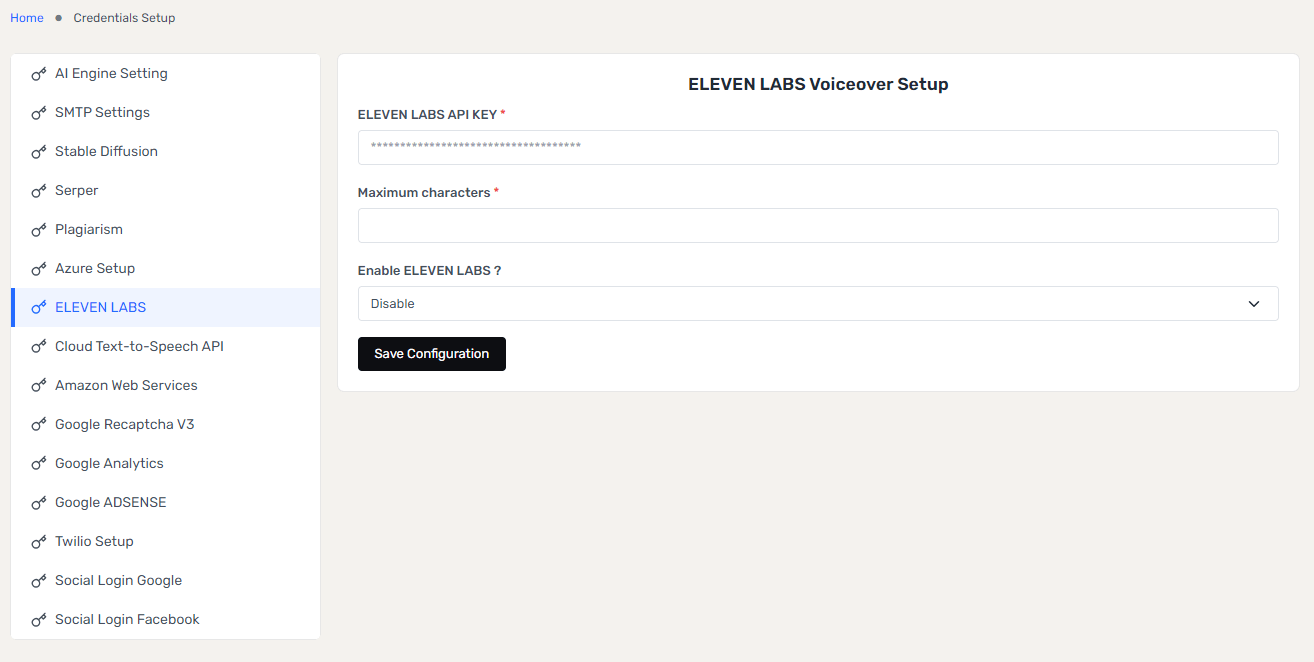 Home ● Credentials Setup
AI Engine Setting
SMTP Settings
Stable Diffusion
Serper
Plagiarism
Azure Setup
ELEVEN LABS
Cloud Text-to-Speech API
Amazon Web Services
Google Recaptcha V3
Google Analytics
Google ADSENSE
Twilio Setup
Social Login Google
Social Login Facebook
ELEVEN LABS Voiceover Setup
ELEVEN LABS API KEY *
************************************
Maximum characters *
Enable ELEVEN LABS ?
Disable
Save Configuration